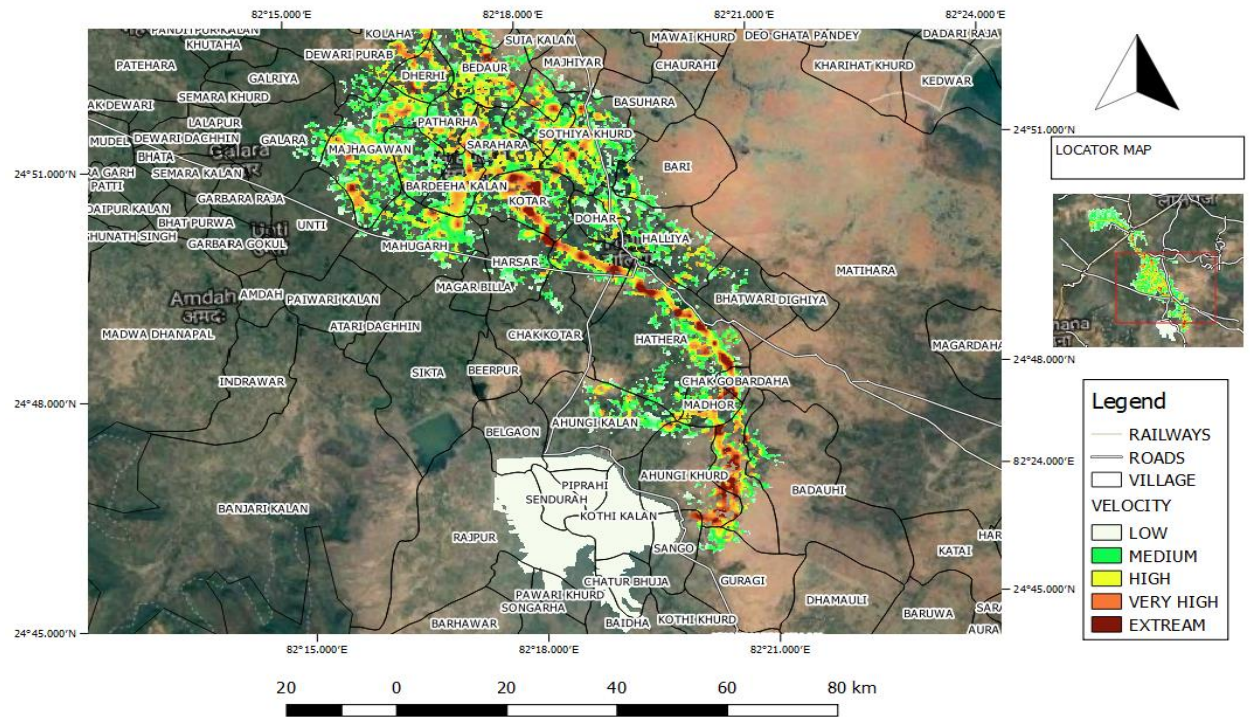 82°15.000'E 82°18.000'E 82°21.000'E 82°24.000'E
KHUTAHA
KOLAHA
SUIA KALAN
MAWAI KHURD
DEO GHATA PANDEY
DADARI RAJA
DEWARI PURAB
PATEHARA
BEDAUR
MAJHIYAR
CHAURAHI
KHARIHAT KHURD
GALRIYA
DHERHI
KEDWAR
AK DEWARI
SEMARA KHURD
BASUHARA
LALAPUR
PATHARHA
24°51.000'N
MUDEL
DEWARI DACHHIN
GALARA
SOTHIYA KHURD
SARAHARA
MAJHAGAWAN
LOCATOR MAP
BHATA
Galara
BARI
24°51.000'N
RA GARH
SEMARA KALAN
PATTI
BARDEEHA KALAN
GARBARA RAJA
KOTAR
DAIPUR KALAN
BHAT PURWA
UNTI
Unti
DOHAR
SHUNATH SINGH
GARBARA GOKUL
MAHUGARH
HALLIYA
HARSAR
MATIHARA
MAGAR BILLA
Amdah
अमदः
AMDAH
PAIWARI KALAN
BHATWARI DIGHIYA
MADWA DHANAPAL
ATARI DACHHIN
CHAK KOTAR
HATHERA
MAGARDAHA
24°48.000'N
SIKTA
BEERPUR
INDRAWAR
CHAK GOBARDAHA
24°48.000'N
MADHOR
Legend
AHUNGI KALAN
BELGAON
RAILWAYS
ROADS
82°24.000'E
AHUNGI KHURD
VILLAGE
PIPRAHI
BADAUHI
SENDURAH
VELOCITY
BANJARI KALAN
KOTHI KALAN
LOW
RAJPUR
SANGO
HAR
KATAI
MEDIUM
CHATUR BHUJA
GURAGI
HIGH
24°45.000'N
PAWARI KHURD
DHAMAULI
VERY HIGH
SONGARHA
BARUWA
SARA
BARHAWAR
BAIDHA
KOTHI KHURD
EXTREAM
24°45.000'N
AURA
82°15.000'E 82°18.000'E 82°21.000'E
20 0 20 40 60 80 km